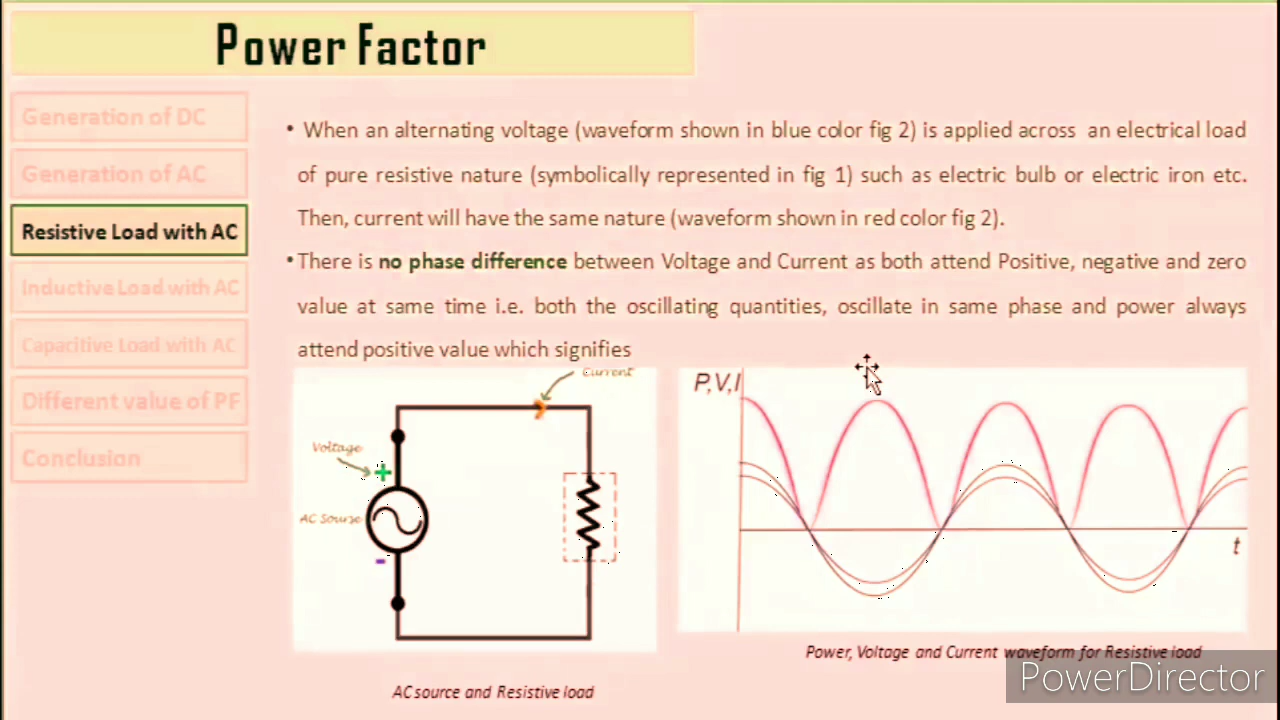 Power Factor
Generation of DC
Generation of AC
Resistive Load with AC
Inductive Load with AC
Capacitive Load with AC
Different value of PF
Conclusion
• When an alternating voltage (waveform shown in blue color fig 2) is applied across an electrical load
of pure resistive nature (symbolically represented in fig 1) such as electric bulb or electric iron etc.
Then, current will have the same nature (waveform shown in red color fig 2).
• There is no phase difference between Voltage and Current as both attend Positive, negative and zero
value at same time i.e. both the oscillating quantities, oscillate in same phase and power always
attend positive value which signifies
Current
Voltage
+
AC Sourse
-
AC source and Resistive load
P,V,I
t
Power, Voltage and Current waveform for Resistive load
PowerDirector